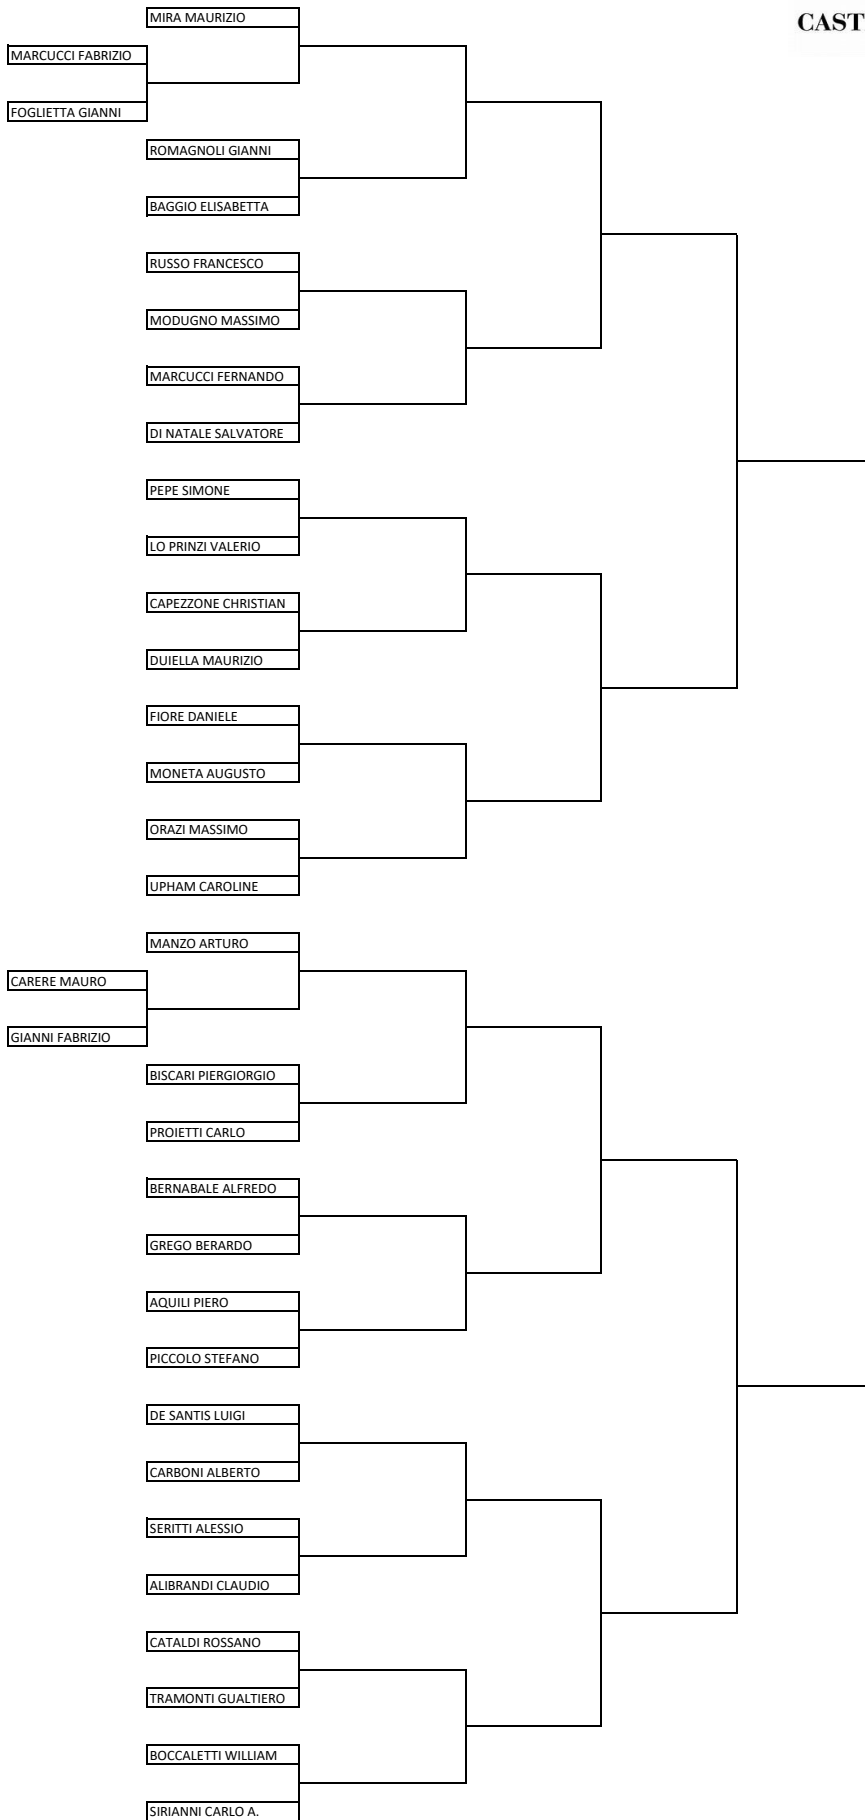 MIRA MAURIZIO
CAST
MARCUCCI FABRIZIO
FOGLIETTA GIANNI
ROMAGNOLI GIANNI
BAGGIO ELISABETTA
RUSSO FRANCESCO
MODUGNO MASSIMO
MARCUCCI FERNANDO
DI NATALE SALVATORE
PEPE SIMONE
LO PRINZI VALERIO
CAPEZZONE CHRISTIAN
DUIELLA MAURIZIO
FIORE DANIELE
MONETA AUGUSTO
ORAZI MASSIMO
UPHAM CAROLINE
MANZO ARTURO
CARERE MAURO
GIANNI FABRIZIO
BISCARI PIERGIORGIO
PROIETTI CARLO
BERNABALE ALFREDO
GREGO BERARDO
AQUILI PIERO
PICCOLO STEFANO
DE SANTIS LUIGI
CARBONI ALBERTO
SERITTI ALESSIO
ALIBRANDI CLAUDIO
CATALDI ROSSANO
TRAMONTI GUALTIERO
BOCCALETTI WILLIAM
SIRIANNI CARLO A.